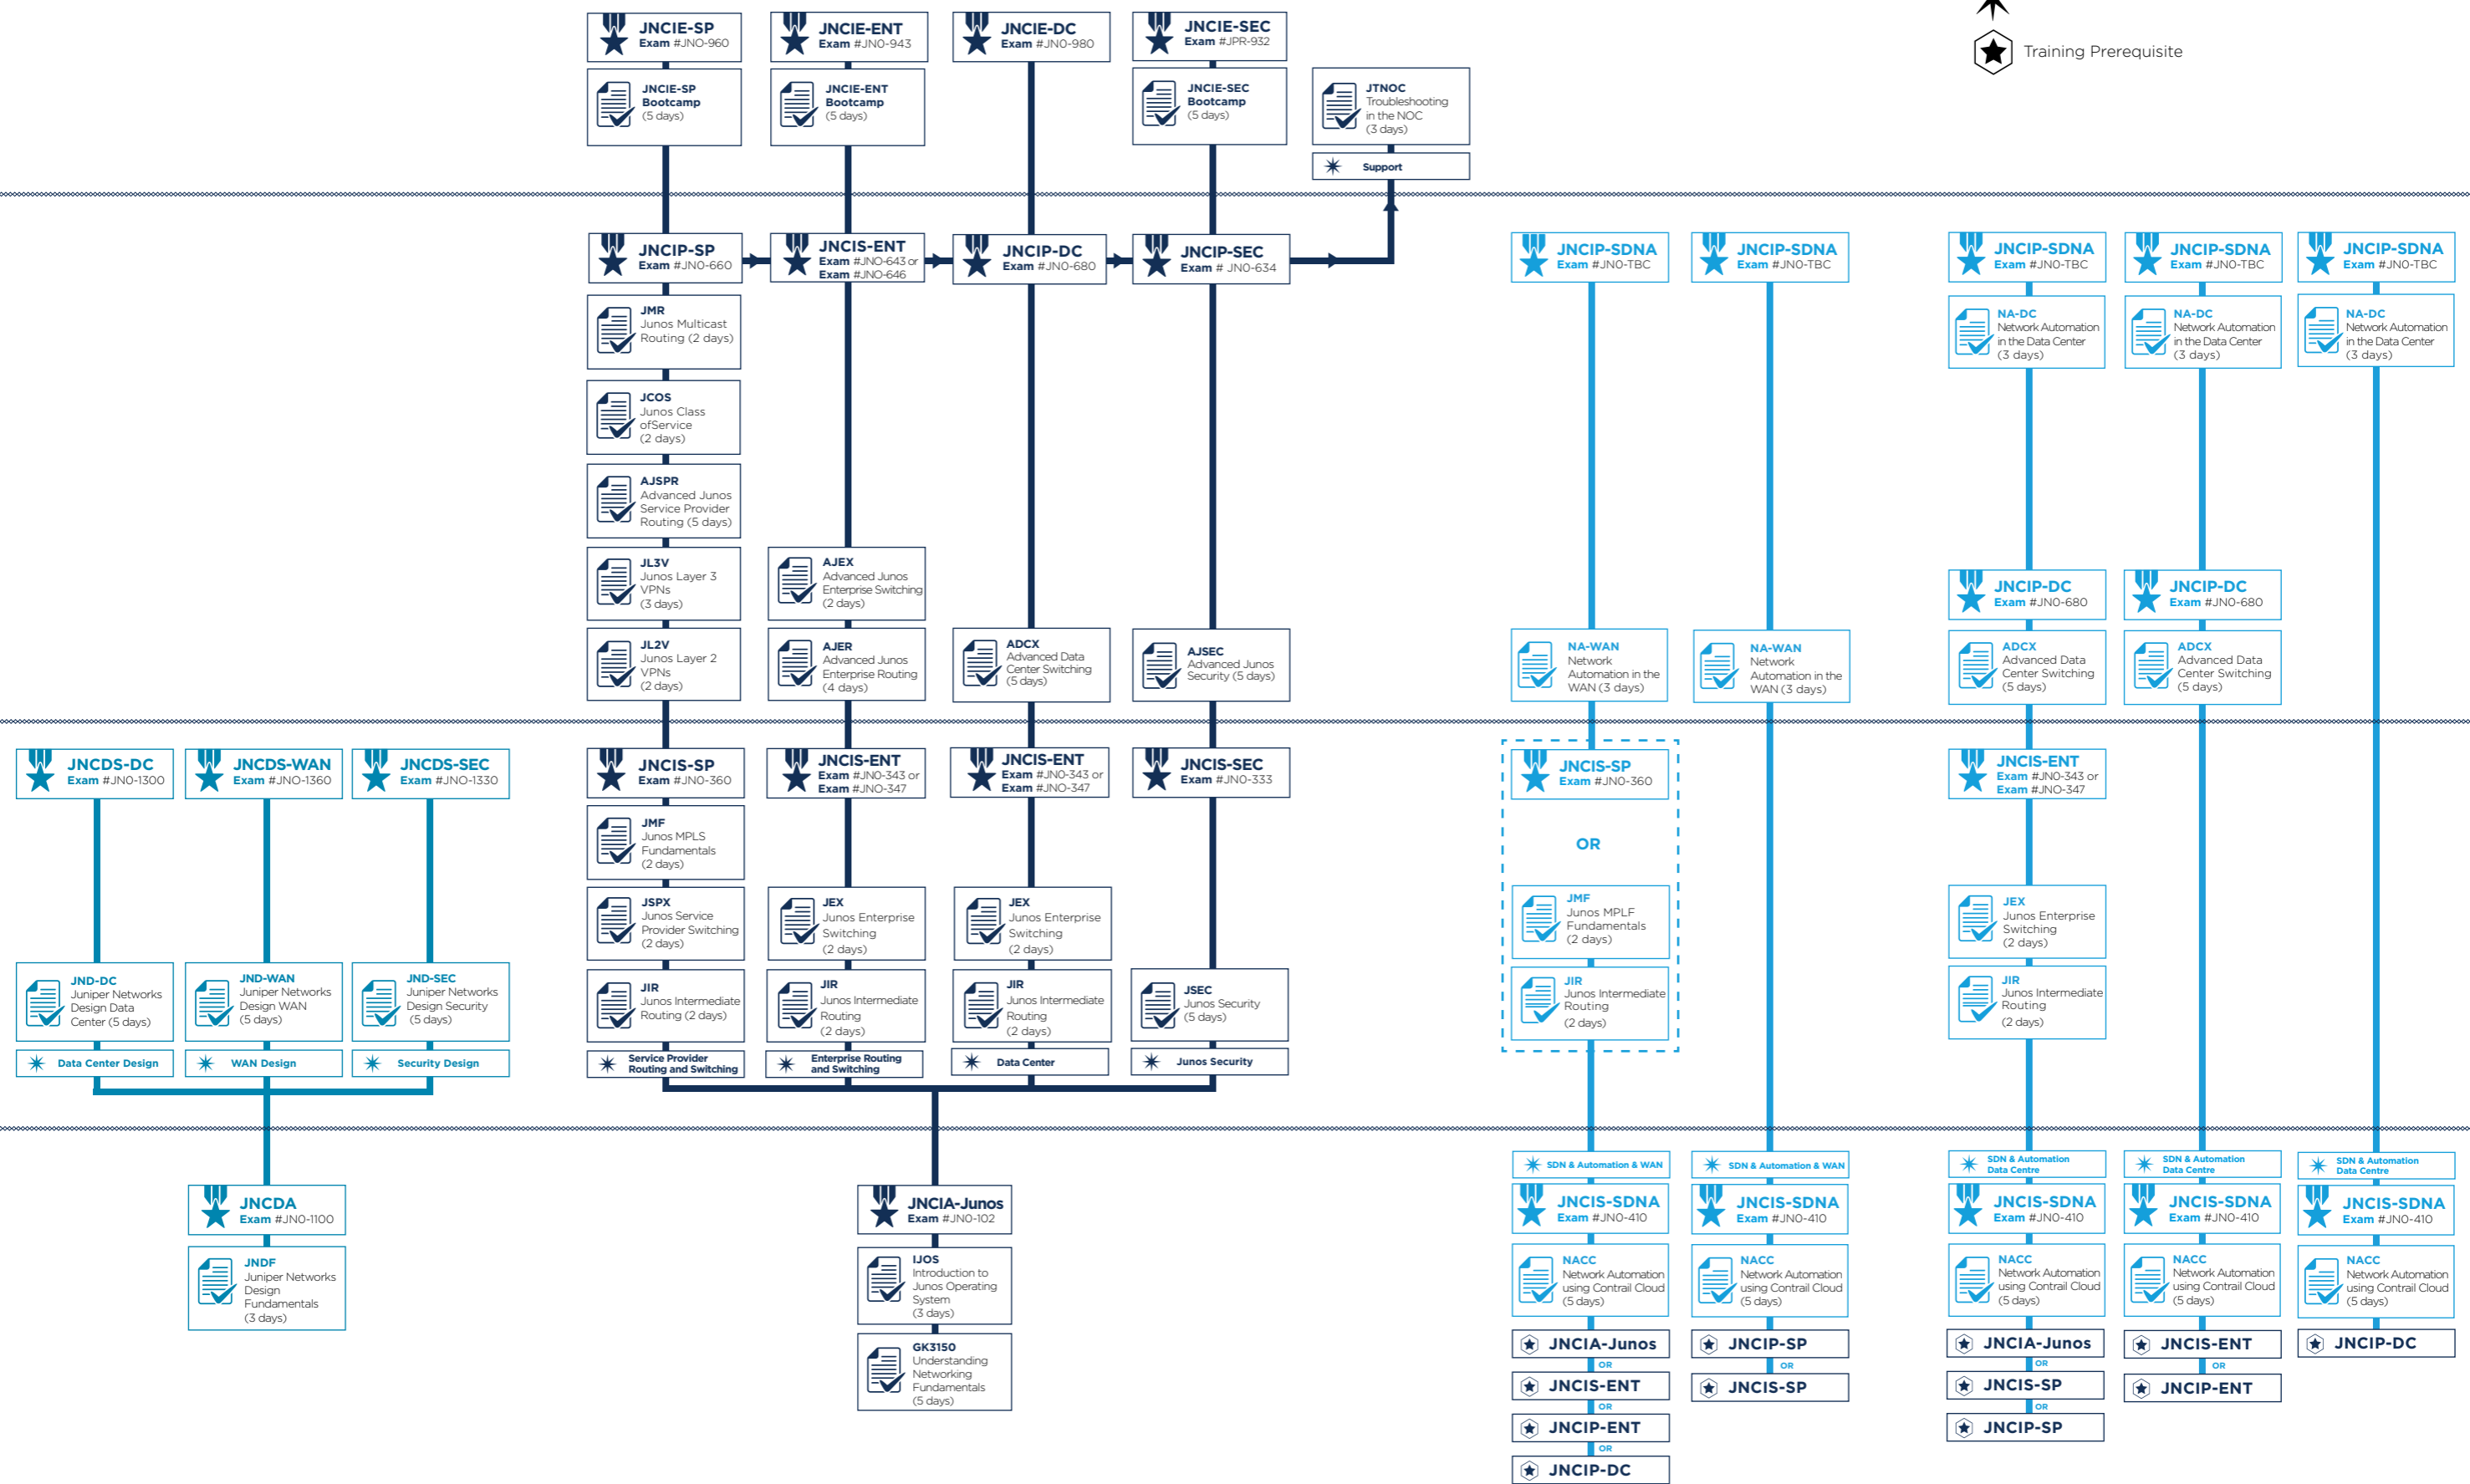 JNCIE-SP
Exam #JN0-960
JNCIE-ENT
Exam #JN0-943
JNCIE-DC
Exam #JN0-980
JNCIE-SEC
Exam #JPR-932
Training Prerequisite
JNCIE-SP
Bootcamp
(5 days)
JNCIE-ENT
Bootcamp
(5 days)
JNCIE-SEC
Bootcamp
(5 days)
JTNOC
Troubleshooting
in the NOC
(3 days)
Support
JNCIP-SP
Exam #JN0-660
JNCIS-ENT
Exam #JNO-643 or
Exam #JNO-646
JNCIP-DC
Exam #JN0-680
JNCIP-SEC
Exam # JN0-634
JNCIP-SDNA
Exam #JN0-TBC
JNCIP-SDNA
Exam #JN0-TBC
JNCIP-SDNA
Exam #JN0-TBC
JNCIP-SDNA
Exam #JN0-TBC
JNCIP-SDNA
Exam #JN0-TBC
JMR
Junos Multicast
Routing (2 days)
NA-DC
Network Automation
in the Data Center
(3 days)
NA-DC
Network Automation
in the Data Center
(3 days)
NA-DC
Network Automation
in the Data Center
(3 days)
JCOS
Junos Class
ofService
(2 days)
AJSPR
Advanced Junos
Service Provider
Routing (5 days)
JL3V
Junos Layer 3
VPNs
(3 days)
AJEX
Advanced Junos
Enterprise Switching
(2 days)
JNCIP-DC
Exam #JN0-680
JNCIP-DC
Exam #JN0-680
JL2V
Junos Layer 2
VPNs
(2 days)
AJER
Advanced Junos
Enterprise Routing
(4 days)
ADCX
Advanced Data
Center Switching
(5 days)
AJSEC
Advanced Junos
Security (5 days)
NA-WAN
Network
Automation in the
WAN (3 days)
NA-WAN
Network
Automation in the
WAN (3 days)
ADCX
Advanced Data
Center Switching
(5 days)
ADCX
Advanced Data
Center Switching
(5 days)
JNCDS-DC
Exam #JN0-1300
JNCDS-WAN
Exam #JNO-1360
JNCDS-SEC
Exam #JNO-1330
JNCIS-SP
Exam #JN0-360
JNCIS-ENT
Exam #JN0-343 or
Exam #JNO-347
JNCIS-ENT
Exam #JN0-343 or
Exam #JNO-347
JNCIS-SEC
Exam #JN0-333
JNCIS-SP
Exam #JN0-360
JNCIS-ENT
Exam #JN0-343 or
Exam #JNO-347
JMF
Junos MPLS
Fundamentals
(2 days)
OR
JSPX
Junos Service
Provider Switching
(2 days)
JEX
Junos Enterprise
Switching
(2 days)
JEX
Junos Enterprise
Switching
(2 days)
JMF
Junos MPLF
Fundamentals
(2 days)
JEX
Junos Enterprise
Switching
(2 days)
JND-DC
Juniper Networks
Design Data
Center (5 days)
JND-WAN
Juniper Networks
Design WAN
(5 days)
JND-SEC
Juniper Networks
Design Security
(5 days)
JIR
Junos Intermediate
Routing (2 days)
JIR
Junos Intermediate
Routing
(2 days)
JIR
Junos Intermediate
Routing
(2 days)
JSEC
Junos Security
(5 days)
JIR
Junos Intermediate
Routing
(2 days)
JIR
Junos Intermediate
Routing
(2 days)
Data Center Design
WAN Design
Security Design
Service Provider
Routing and Switching
Enterprise Routing
and Switching
Data Center
Junos Security
SDN & Automation & WAN
SDN & Automation & WAN
SDN & Automation
Data Centre
SDN & Automation
Data Centre
SDN & Automation
Data Centre
JNCDA
Exam #JN0-1100
JNCIA-Junos
Exam #JN0-102
JNCIS-SDNA
Exam #JN0-410
JNCIS-SDNA
Exam #JN0-410
JNCIS-SDNA
Exam #JN0-410
JNCIS-SDNA
Exam #JN0-410
JNCIS-SDNA
Exam #JN0-410
JNDF
Juniper Networks
Design
Fundamentals
(3 days)
IJOS
Introduction to
Junos Operating
System
(3 days)
NACC
Network Automation
using Contrail Cloud
(5 days)
NACC
Network Automation
using Contrail Cloud
(5 days)
NACC
Network Automation
using Contrail Cloud
(5 days)
NACC
Network Automation
using Contrail Cloud
(5 days)
NACC
Network Automation
using Contrail Cloud
(5 days)
GK3150
Understanding
Networking
Fundamentals
(5 days)
JNCIA-Junos
OR
JNCIS-ENT
OR
JNCIP-ENT
OR
JNCIP-DC
JNCIP-SP
OR
JNCIS-SP
JNCIA-Junos
OR
JNCIS-SP
OR
JNCIP-SP
JNCIS-ENT
OR
JNCIP-ENT
JNCIP-DC